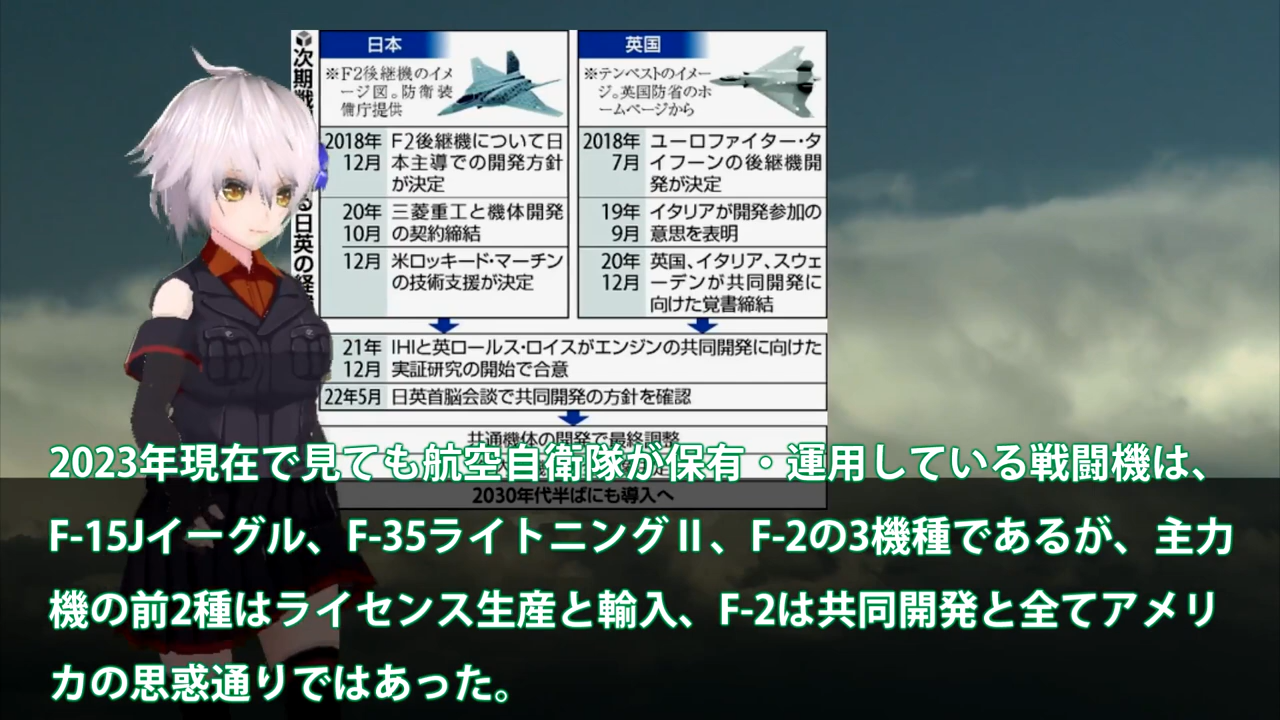 次期戦
る日英の経
日本
※F2後継機のイメ
ージ図。防衛装
備庁提供
2018年
12月
F2後継機について日
本主導での開発方針
が決定
20年
10月
三菱重工と機体開発
の契約締結
12月
米ロッキード・マーチン
の技術支援が決定
英国
※テンペストのイメー
ジ。英国防省のホ
ームページから
2018年
7月
ユーロファイター・タ
イフーンの後継機開
発が決定
19年
9月
イタリアが開発参加の
意思を表明
20年
12月
英国、イタリア、スウェ
ーデンが共同開発に
向けた覚書締結
21年
12月
IHIと英ロールス・ロイスがエンジンの共同開発に向けた
実証研究の開始で合意
22年5月 日英首脳会談で共同開発の方針を確認
共通機体の開発で最終調整
2030年代半ばにも導入へ
2023年現在で見ても航空自衛隊が保有・運用している戦闘機は、
F-15Jイーグル、F-35ライトニングⅡ、F-2の3機種であるが、主力
機の前2種はライセンス生産と輸入、F-2は共同開発と全てアメリ
カの思惑通りではあった。